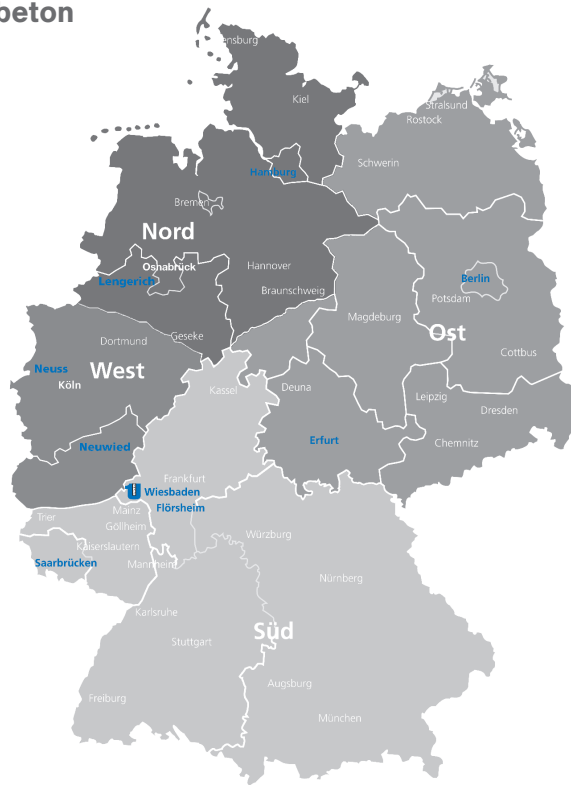 beton
ensburg
Kiel
Stralsund
Rostock
Schwerin
Hamburg
Bremen
Nord
Osnabrück
Hannover
Lengerich
Berlin
Braunschweig
Potsdam
Magdeburg
Ost
Geseke
Dortmund
Cottbus
Neuss
West
Köln
Kassel
Deuna
Leipzig
Dresden
Erfurt
Chemnitz
Neuwied
Frankfurt
Wiesbaden
Flörsheim
Mainz
Trier
Göllheim
Würzburg
Kaiserslautern
Saarbrücken
Mannheim
Nürnberg
Karlsruhe
Süd
Stuttgart
Augsburg
Freiburg
München